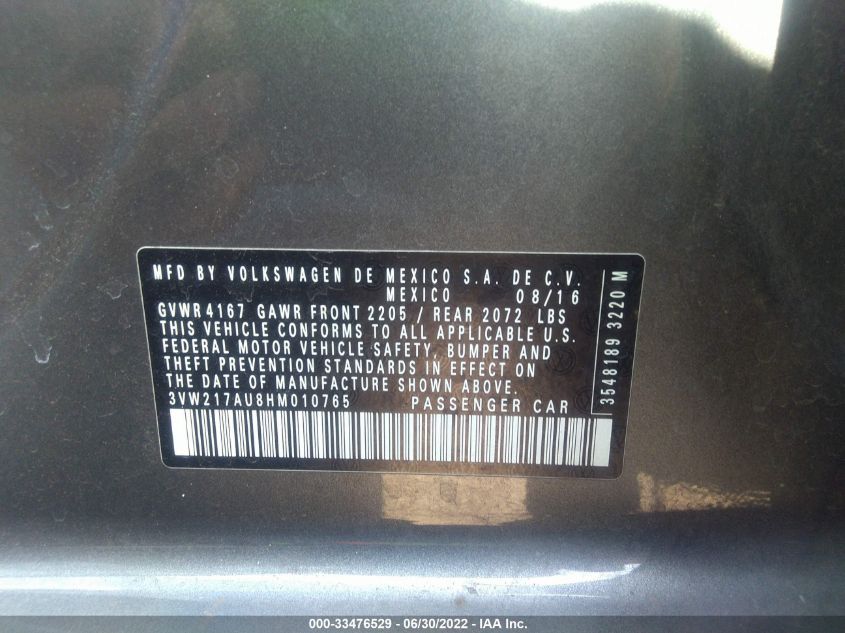 MFD BY VOLKSWAGEN DE MEXICO S.A. DE C.V.
MEXICO 08/16
GVWR 4167 GAWR FRONT 2205 / REAR 2072 LBS
THIS VEHICLE CONFORMS TO ALL APPLICABLE U.S.
FEDERAL MOTOR VEHICLE SAFETY, BUMPER AND
THEFT PREVENTION STANDARDS IN EFFECT ON
THE DATE OF MANUFACTURE SHOWN ABOVE.
3VW217AU8HM010765 PASSENGER CAR
3548189 3220 M
000-33476529 - 06/30/2022 - IAA Inc.